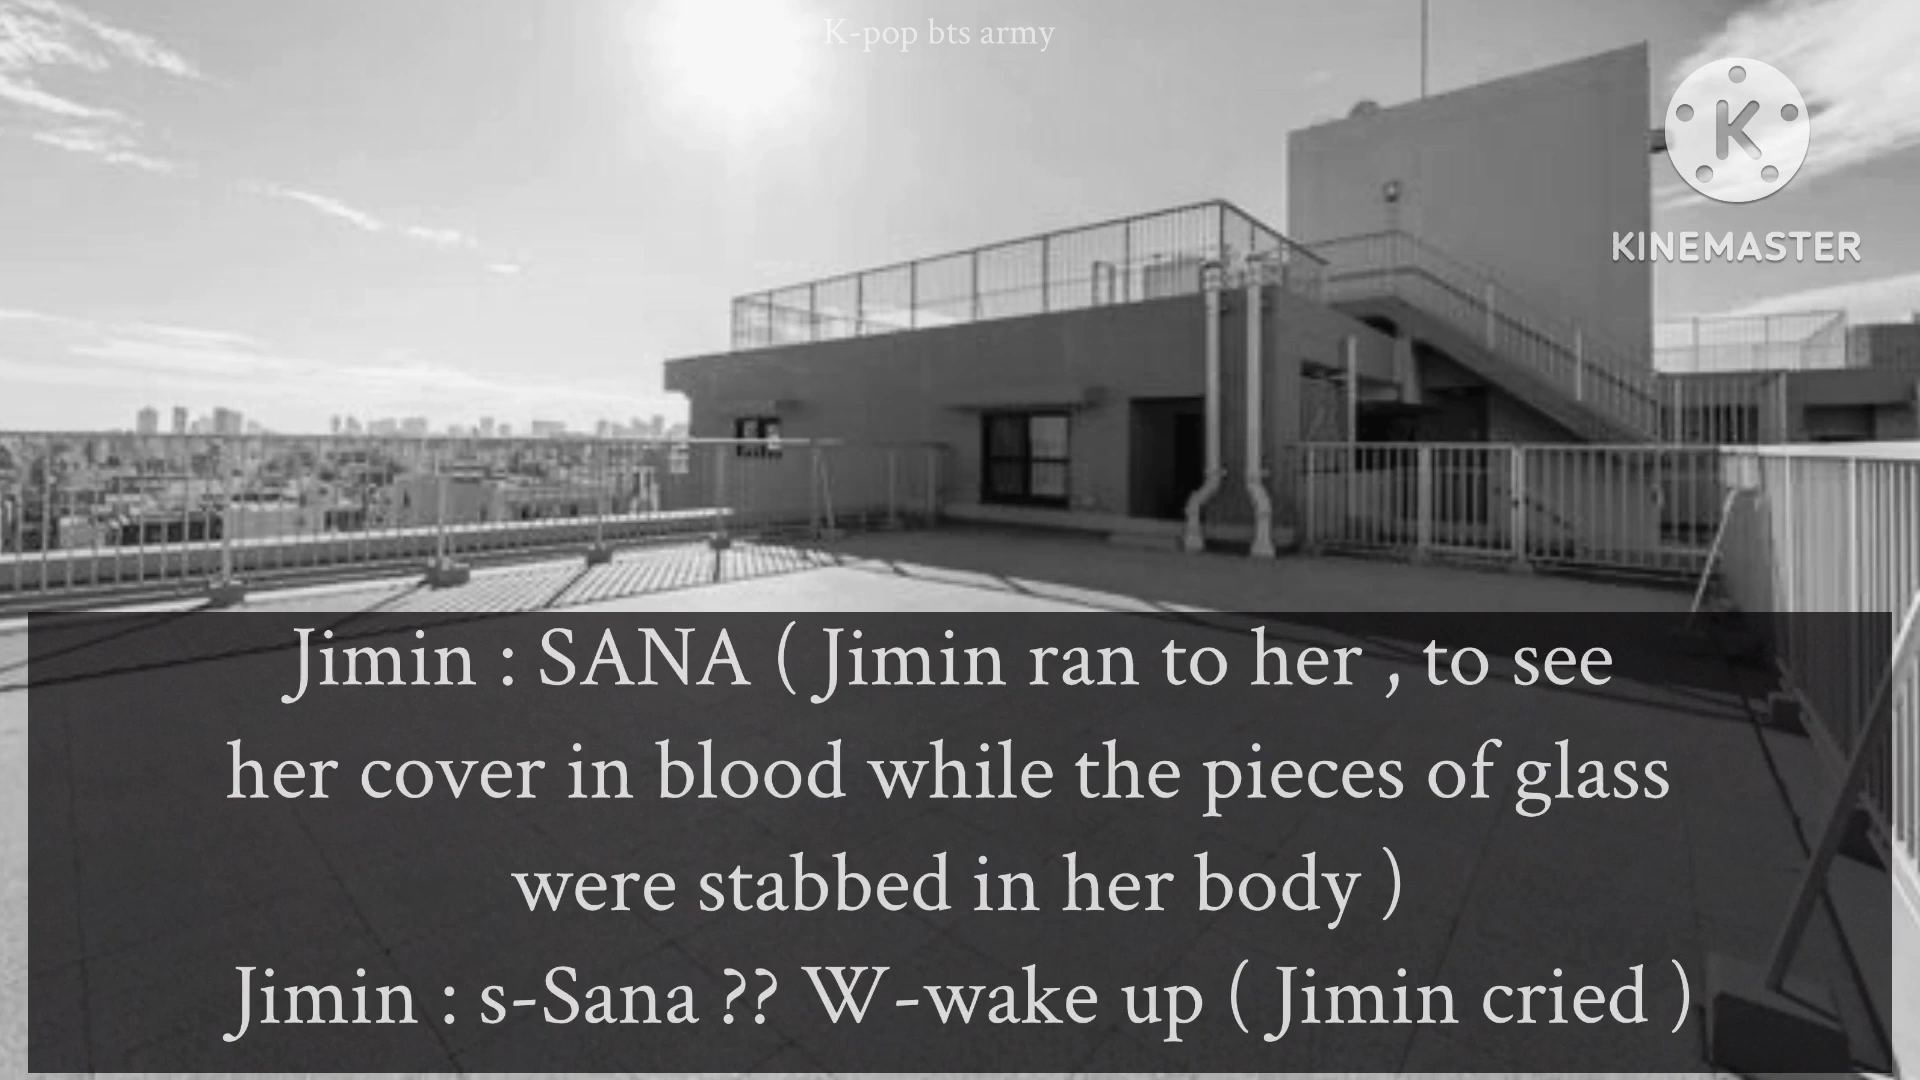 K-pop bts army
K
KINEMASTER
Jimin : SANA ( Jimin ran to her , to see
her cover in blood while the pieces of glass
were stabbed in her body )
Jimin : s-Sana ?? W-wake up ( Jimin cried )